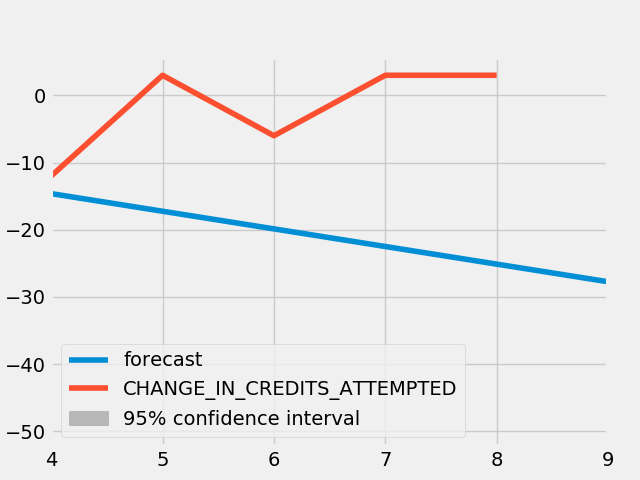 0
−10
−20
−30
−40
−50
forecast
CHANGE_IN_CREDITS_ATTEMPTED
95% confidence interval
4 5 6 7 8 9